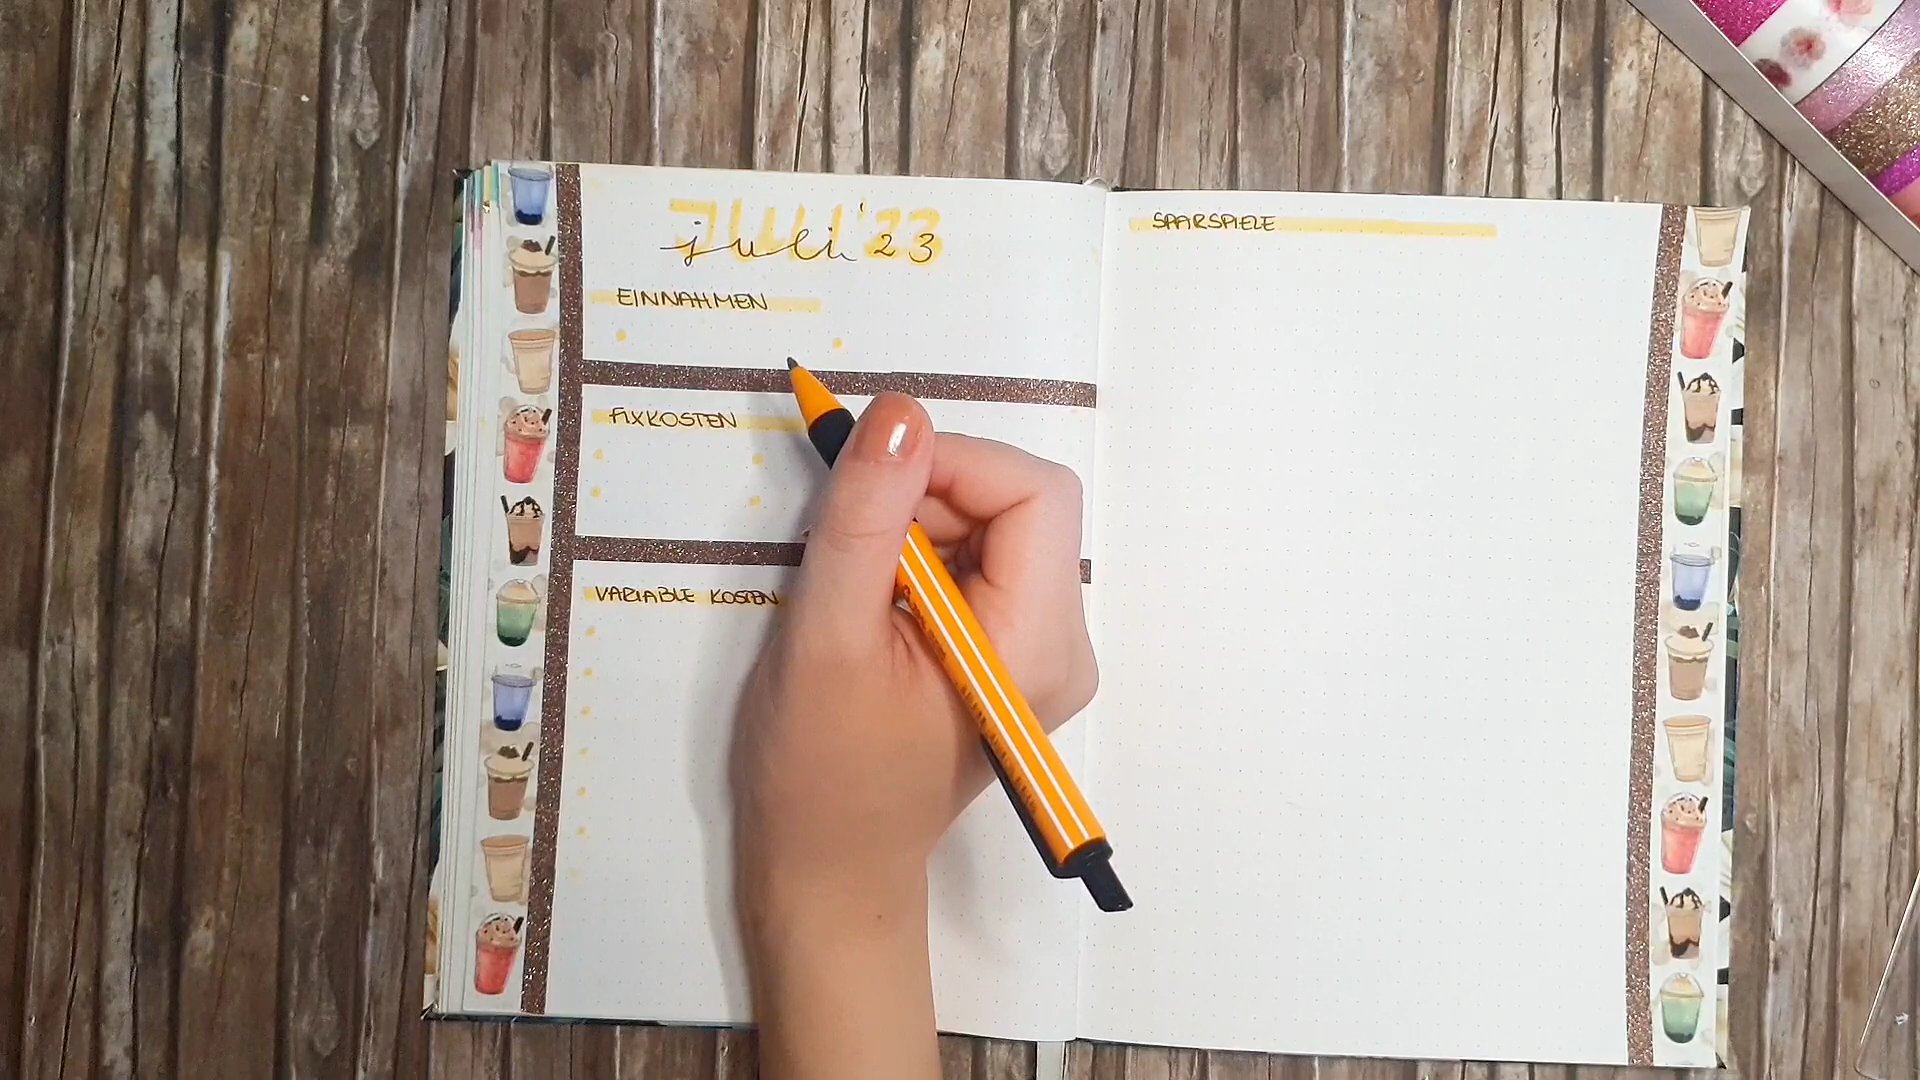 JULI '23
juli '23
EINNAHMEN
FIXKOSTEN
VARIABLE KOSTEN
SPARSPIELE